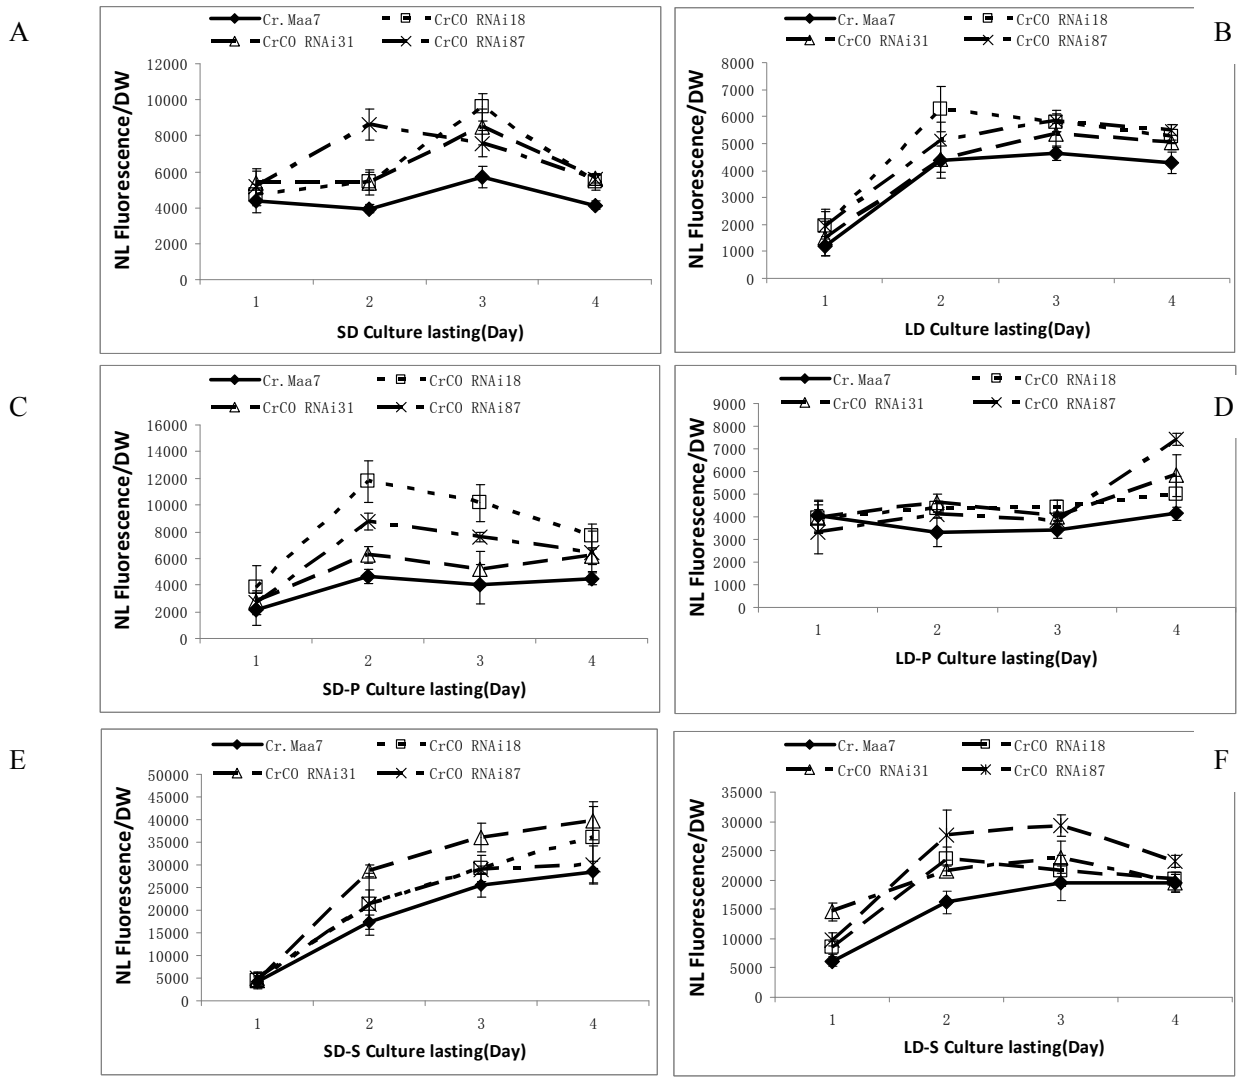 A
Cr.Maa7 CrCO RNAi18
CrCO RNAi31 CrCO RNAi87
NL Fluorescence/DW
12000
10000
8000
6000
4000
2000
0
1 2 3 4
SD Culture lasting(Day)
B
Cr.Maa7 CrCO RNAi18
CrCO RNAi31 CrCO RNAi87
NL Fluorescence/DW
8000
7000
6000
5000
4000
3000
2000
1000
0
1 2 3 4
LD Culture lasting(Day)
C
Cr.Maa7 CrCO RNAi18
CrCO RNAi31 CrCO RNAi87
NL Fluorescence/DW
16000
14000
12000
10000
8000
6000
4000
2000
0
1 2 3 4
SD-P Culture lasting(Day)
D
Cr.Maa7 CrCO RNAi18
CrCO RNAi31 CrCO RNAi87
NL Fluorescence/DW
9000
8000
7000
6000
5000
4000
3000
2000
1000
0
1 2 3 4
LD-P Culture lasting(Day)
E
Cr.Maa7 CrCO RNAi18
CrCO RNAi31 CrCO RNAi87
NL Fluorescence/DW
50000
45000
40000
35000
30000
25000
20000
15000
10000
5000
0
1 2 3 4
SD-S Culture lasting(Day)
F
Cr.Maa7 CrCO RNAi18
CrCO RNAi31 CrCO RNAi87
NL Fluorescence/DW
35000
30000
25000
20000
15000
10000
5000
0
1 2 3 4
LD-S Culture lasting(Day)